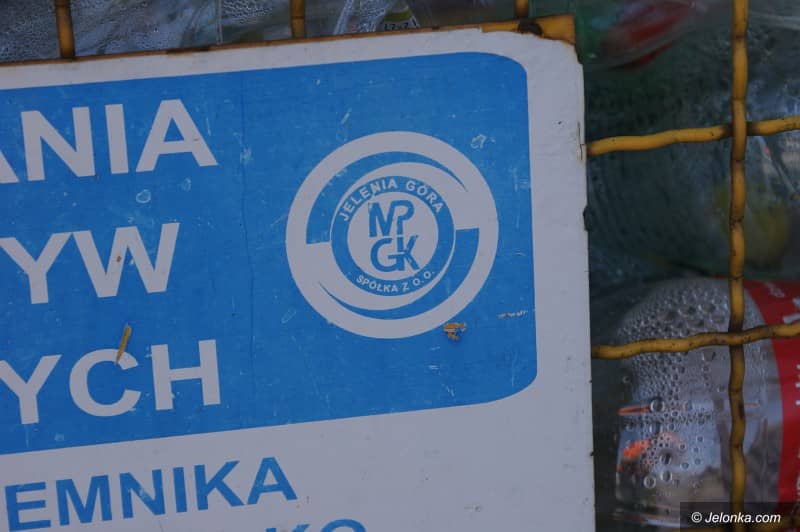 ANIA
YW
YCH
JELENIA GÓRA
MPGK
SPÓŁKA Z O.O.
EMNIKA
© Jelonka.com